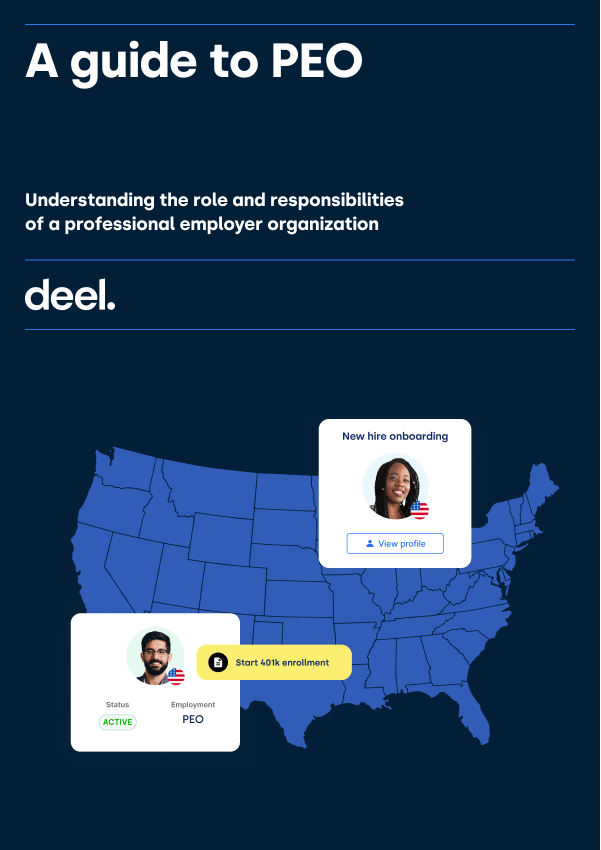 A guide to PEO
Understanding the role and responsibilities
of a professional employer organization
deel.
New hire onboarding
View profile
Start 401k enrollment
Status
Employment
ACTIVE
PEO